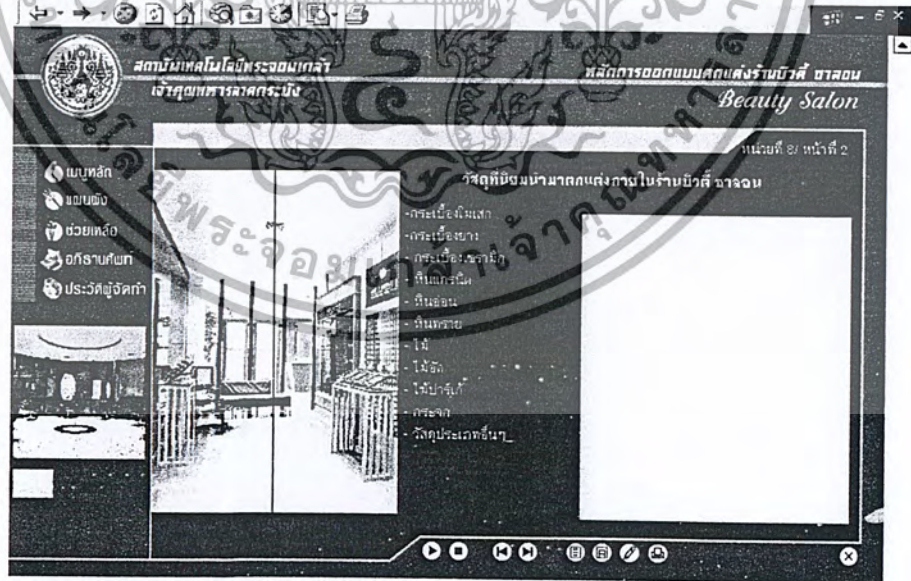 สถาบันเทคโนโลยีพระจอมเกล้า
เจ้าคุณทหารลาดกระบัง
หลักการออกแบบตกแต่งร้านบิวตี้ ซาลอน
Beauty Salon
หน่วยที่ 8/ หน้าที่ 2
เมนูหลัก
แผนผัง
ช่วยเหลือ
อภิธานศัพท์
ประวัติผู้จัดทำ
วัสดุที่นิยมนำมาตกแต่งภายในร้านบิวตี้ ซาลอน
-กระเบื้องโมเสก
-กระเบื้องยาง
- กระเบื้องเซรามิก
- หินแกรนิต
- หินอ่อน
- หินทราย
- ไม้
- ไม้อัด
- ไม้ปาร์เก้
- กระจก
- วัสดุประเภทอื่นๆ_